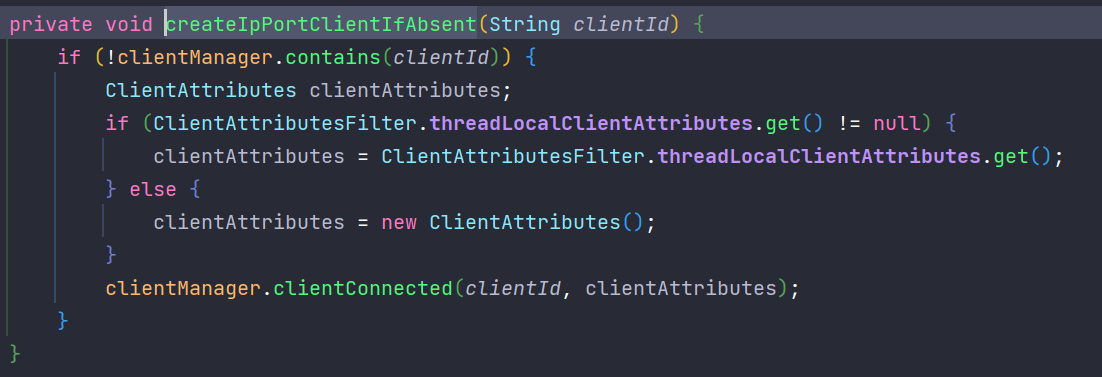 private void createIpPortClientIfAbsent(String clientId) {
    if (!clientManager.contains(clientId)) {
        ClientAttributes clientAttributes;
        if (ClientAttributesFilter.threadLocalClientAttributes.get() != null) {
            clientAttributes = ClientAttributesFilter.threadLocalClientAttributes.get();
        } else {
            clientAttributes = new ClientAttributes();
        }
        clientManager.clientConnected(clientId, clientAttributes);
    }
}